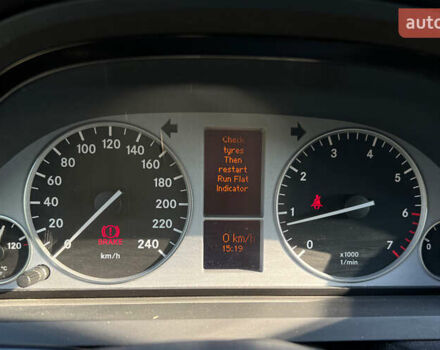 auto
Check
tyres
Then
restart
Run Flat
Indicator
0 km/h
15:19
0
20
40
60
80
100
120
140
160
180
200
220
240
BRAKE
km/h
0
1
2
3
4
5
6
7
x1000
1/min
120
°C